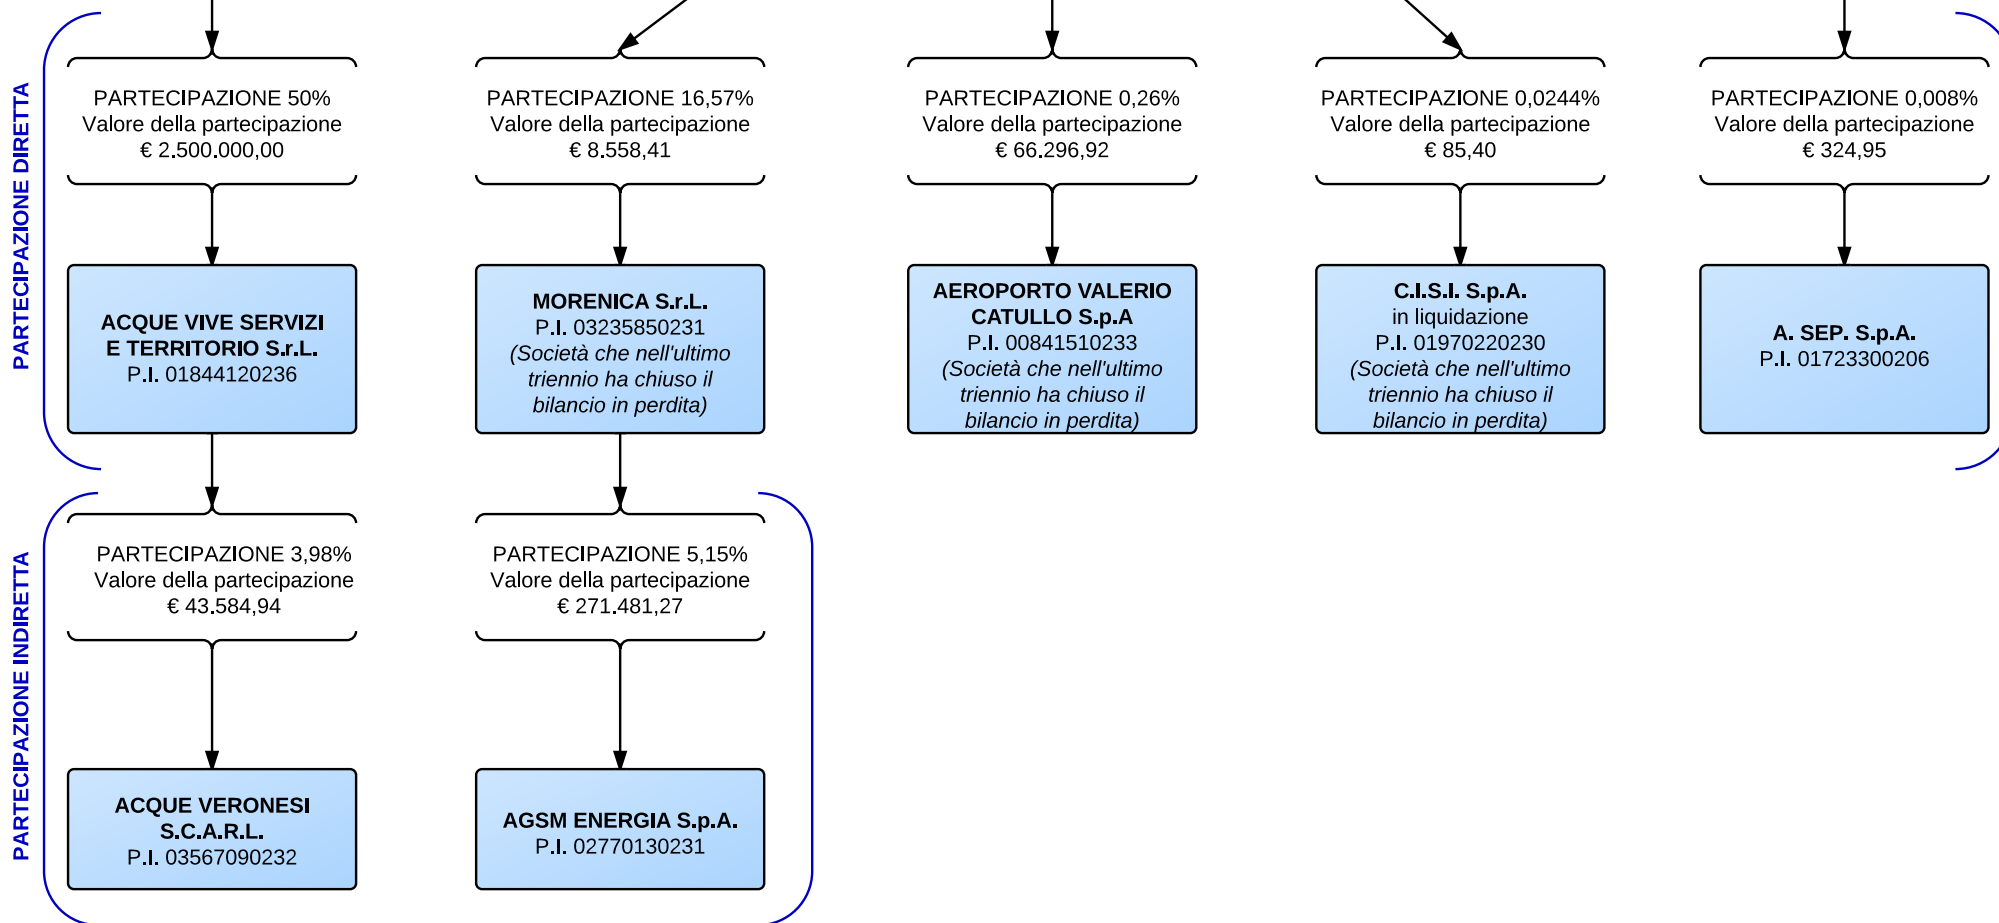 PARTECIPAZIONE DIRETTA
PARTECIPAZIONE 50%
Valore della partecipazione
€ 2.500.000,00
PARTECIPAZIONE 16,57%
Valore della partecipazione
€ 8.558,41
PARTECIPAZIONE 0,26%
Valore della partecipazione
€ 66.296,92
PARTECIPAZIONE 0,0244%
Valore della partecipazione
€ 85,40
PARTECIPAZIONE 0,008%
Valore della partecipazione
€ 324,95
ACQUE VIVE SERVIZI
E TERRITORIO S.r.L.
P.I. 01844120236
MORENICA S.r.L.
P.I. 03235850231
(Società che nell'ultimo
triennio ha chiuso il
bilancio in perdita)
AEROPORTO VALERIO
CATULLO S.p.A
P.I. 00841510233
(Società che nell'ultimo
triennio ha chiuso il
bilancio in perdita)
C.I.S.I. S.p.A.
in liquidazione
P.I. 01970220230
(Società che nell'ultimo
triennio ha chiuso il
bilancio in perdita)
A. SEP. S.p.A.
P.I. 01723300206
PARTECIPAZIONE INDIRETTA
PARTECIPAZIONE 3,98%
Valore della partecipazione
€ 43.584,94
PARTECIPAZIONE 5,15%
Valore della partecipazione
€ 271.481,27
ACQUE VERONESI
S.C.A.R.L.
P.I. 03567090232
AGSM ENERGIA S.p.A.
P.I. 02770130231